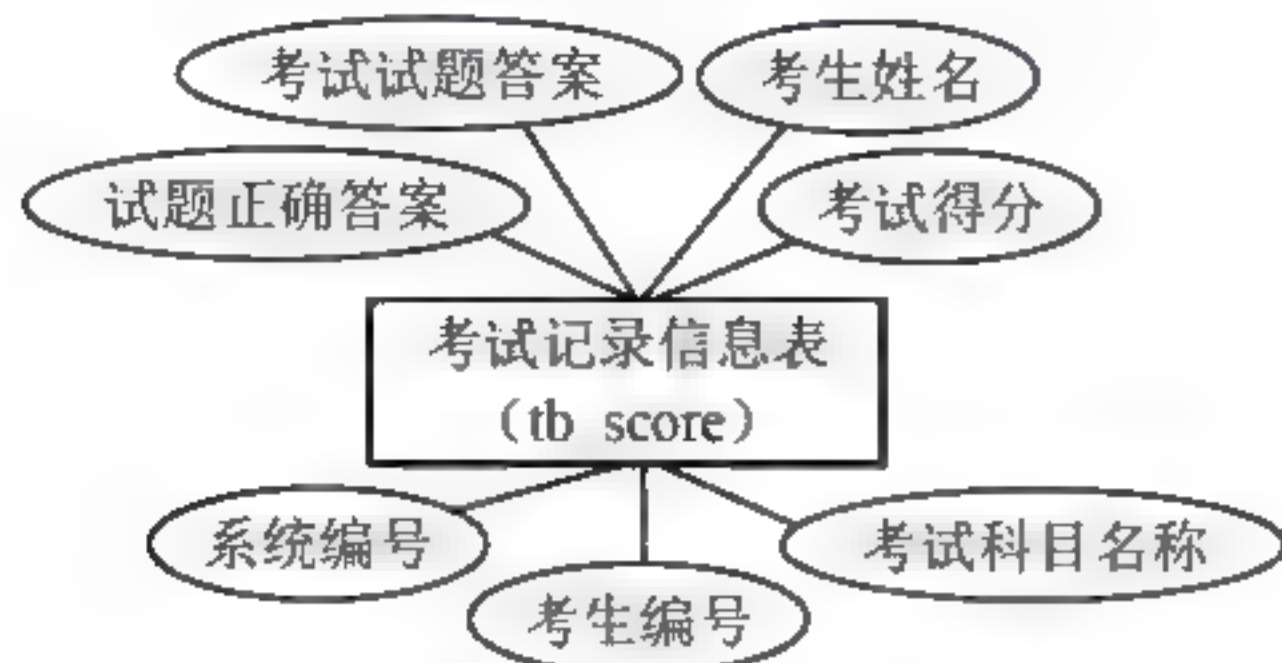 考试试题答案
考生姓名
试题正确答案
考试得分
考试记录信息表
（tb score）
系统编号
考试科目名称
考生编号